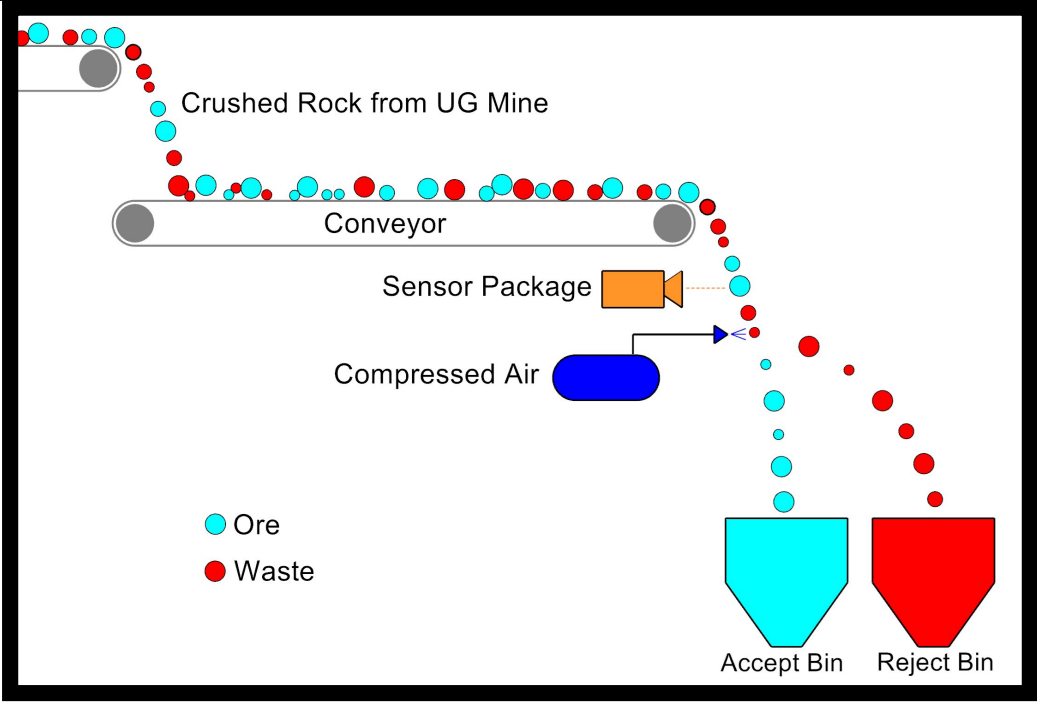 Crushed Rock from UG Mine
Conveyor
Sensor Package
Compressed Air
Ore
Waste
Accept Bin
Reject Bin